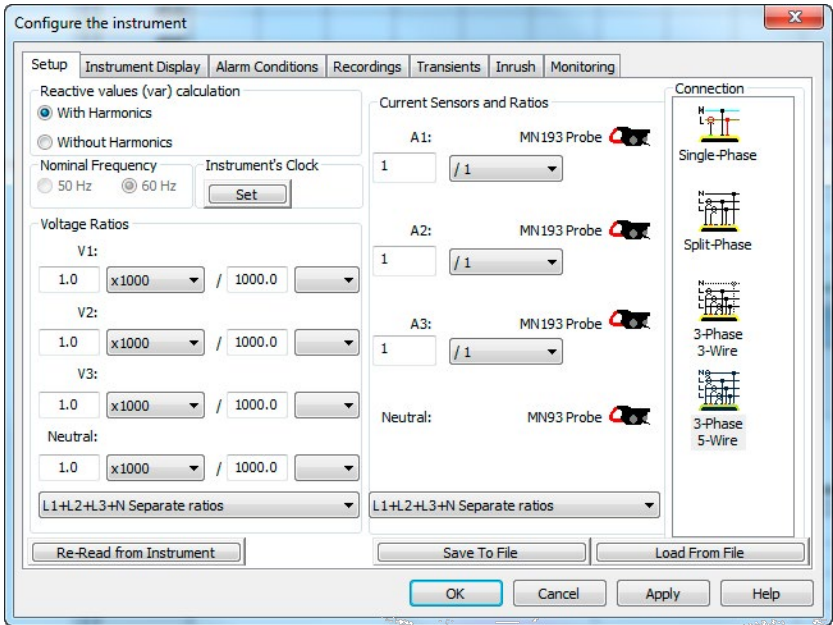 Configure the instrument
Setup Instrument Display Alarm Conditions Recordings Transients Inrush Monitoring
Reactive values (var) calculation
With Harmonics
Without Harmonics
Nominal Frequency
50 Hz 60 Hz
Instrument's Clock
Set
Voltage Ratios
V1:
1.0 x1000 / 1000.0
V2:
1.0 x1000 / 1000.0
V3:
1.0 x1000 / 1000.0
Neutral:
1.0 x1000 / 1000.0
L1+L2+L3+N Separate ratios
Re-Read from Instrument
Current Sensors and Ratios
A1: MN193 Probe
1 / 1
A2: MN193 Probe
1 / 1
A3: MN193 Probe
1 / 1
Neutral: MN93 Probe
L1+L2+L3+N Separate ratios
Save To File
Connection
N
L
Single-Phase
N
L
Split-Phase
N
L
3-Phase
3-Wire
N
L
3-Phase
5-Wire
Load From File
OK Cancel Apply Help